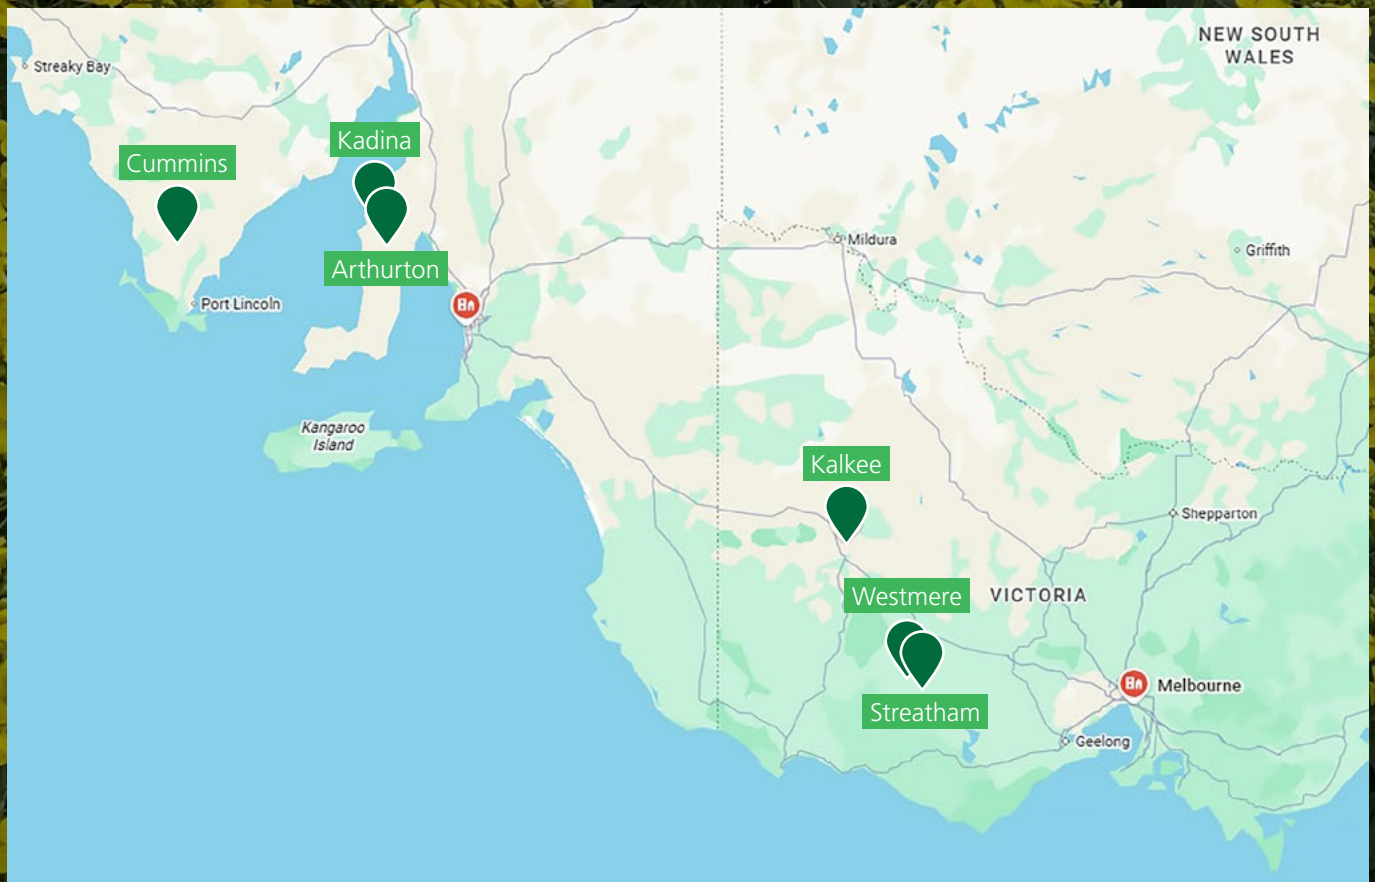 NEW SOUTH
WALES
Streaky Bay
Kadina
Cummins
Arthurton
Mildura
Griffith
Port Lincoln
Kangaroo
Island
Kalkee
Shepparton
Westmere
VICTORIA
Melbourne
Streatham
Geelong